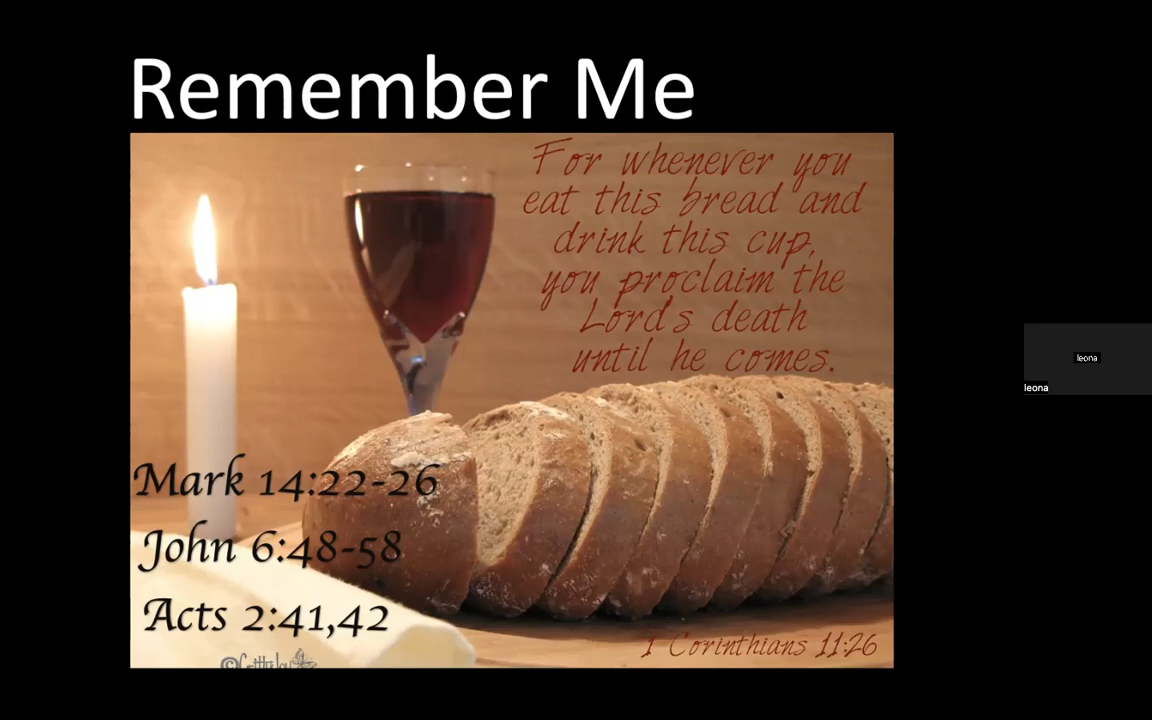 Remember Me
For whenever you
eat this bread and
drink this cup,
you proclaim the
Lord's death
until he comes.
Mark 14:22-26
John 6:48-58
Acts 2:41,42
1 Corinthians 11:26
leona
leona